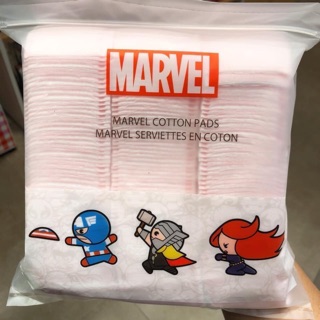 MARVEL
MARVEL COTTON PADS
MARVEL SERVIETTES EN COTON